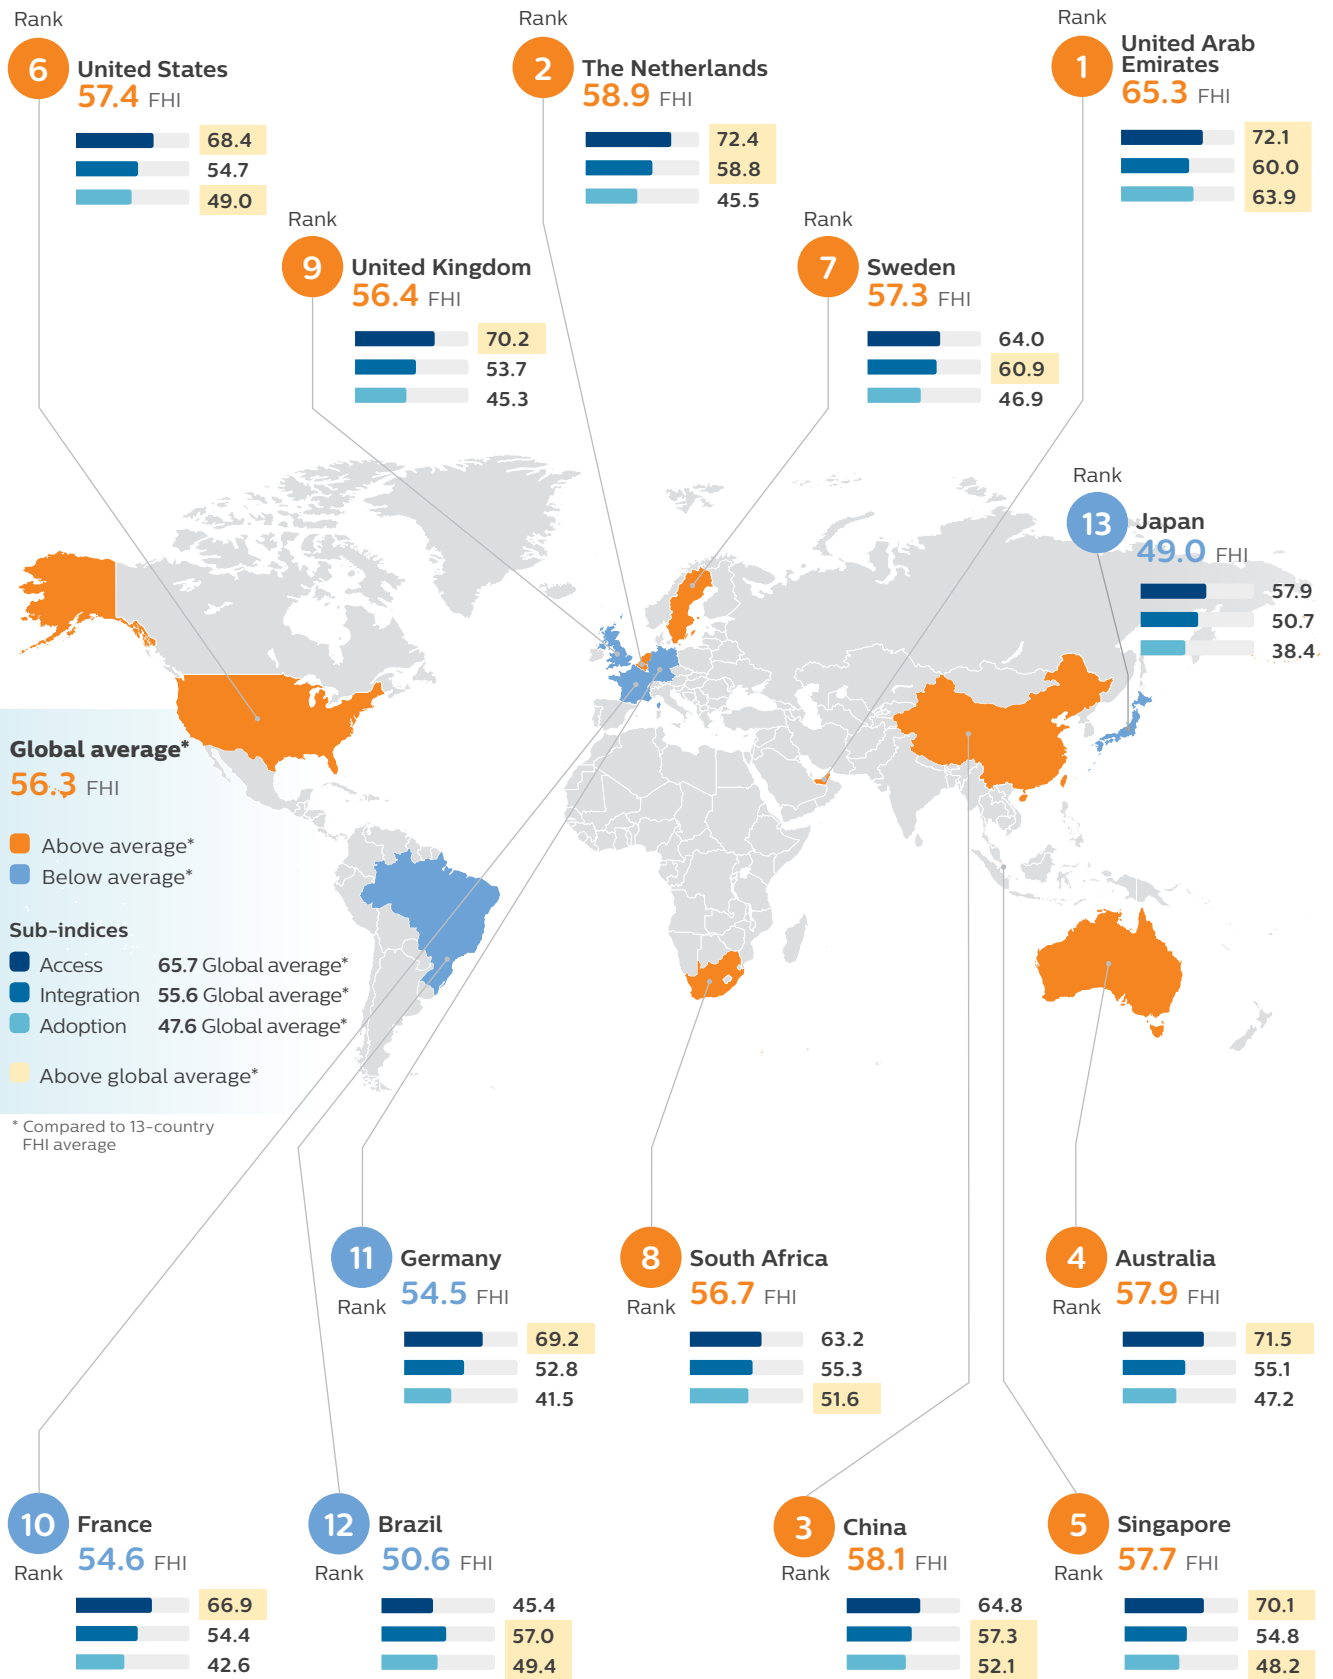 Rank
6
United States
57.4 FHI
68.4
54.7
49.0
Rank
2
The Netherlands
58.9 FHI
72.4
58.8
45.5
Rank
1
United Arab
Emirates
65.3 FHI
72.1
60.0
63.9
Rank
9
United Kingdom
56.4 FHI
70.2
53.7
45.3
Rank
7
Sweden
57.3 FHI
64.0
60.9
46.9
Rank
13
Japan
49.0 FHI
57.9
50.7
38.4
Global average*
56.3 FHI
Above average*
Below average*
Sub-indices
Access 65.7 Global average*
Integration 55.6 Global average*
Adoption 47.6 Global average*
Above global average*
* Compared to 13-country
FHI average
11
Rank
Germany
54.5 FHI
69.2
52.8
41.5
8
Rank
South Africa
56.7 FHI
63.2
55.3
51.6
4
Rank
Australia
57.9 FHI
71.5
55.1
47.2
10
Rank
France
54.6 FHI
66.9
54.4
42.6
12
Rank
Brazil
50.6 FHI
45.4
57.0
49.4
3
Rank
China
58.1 FHI
64.8
57.3
52.1
5
Rank
Singapore
57.7 FHI
70.1
54.8
48.2